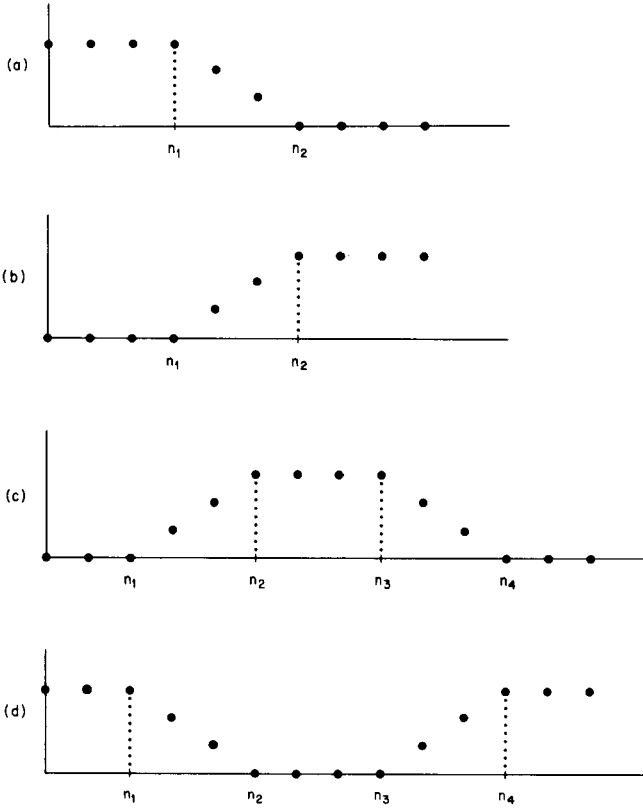 (a)
n₁ n₂
(b)
n₁ n₂
(c)
n₁ n₂ n₃ n₄
(d)
n₁ n₂ n₃ n₄